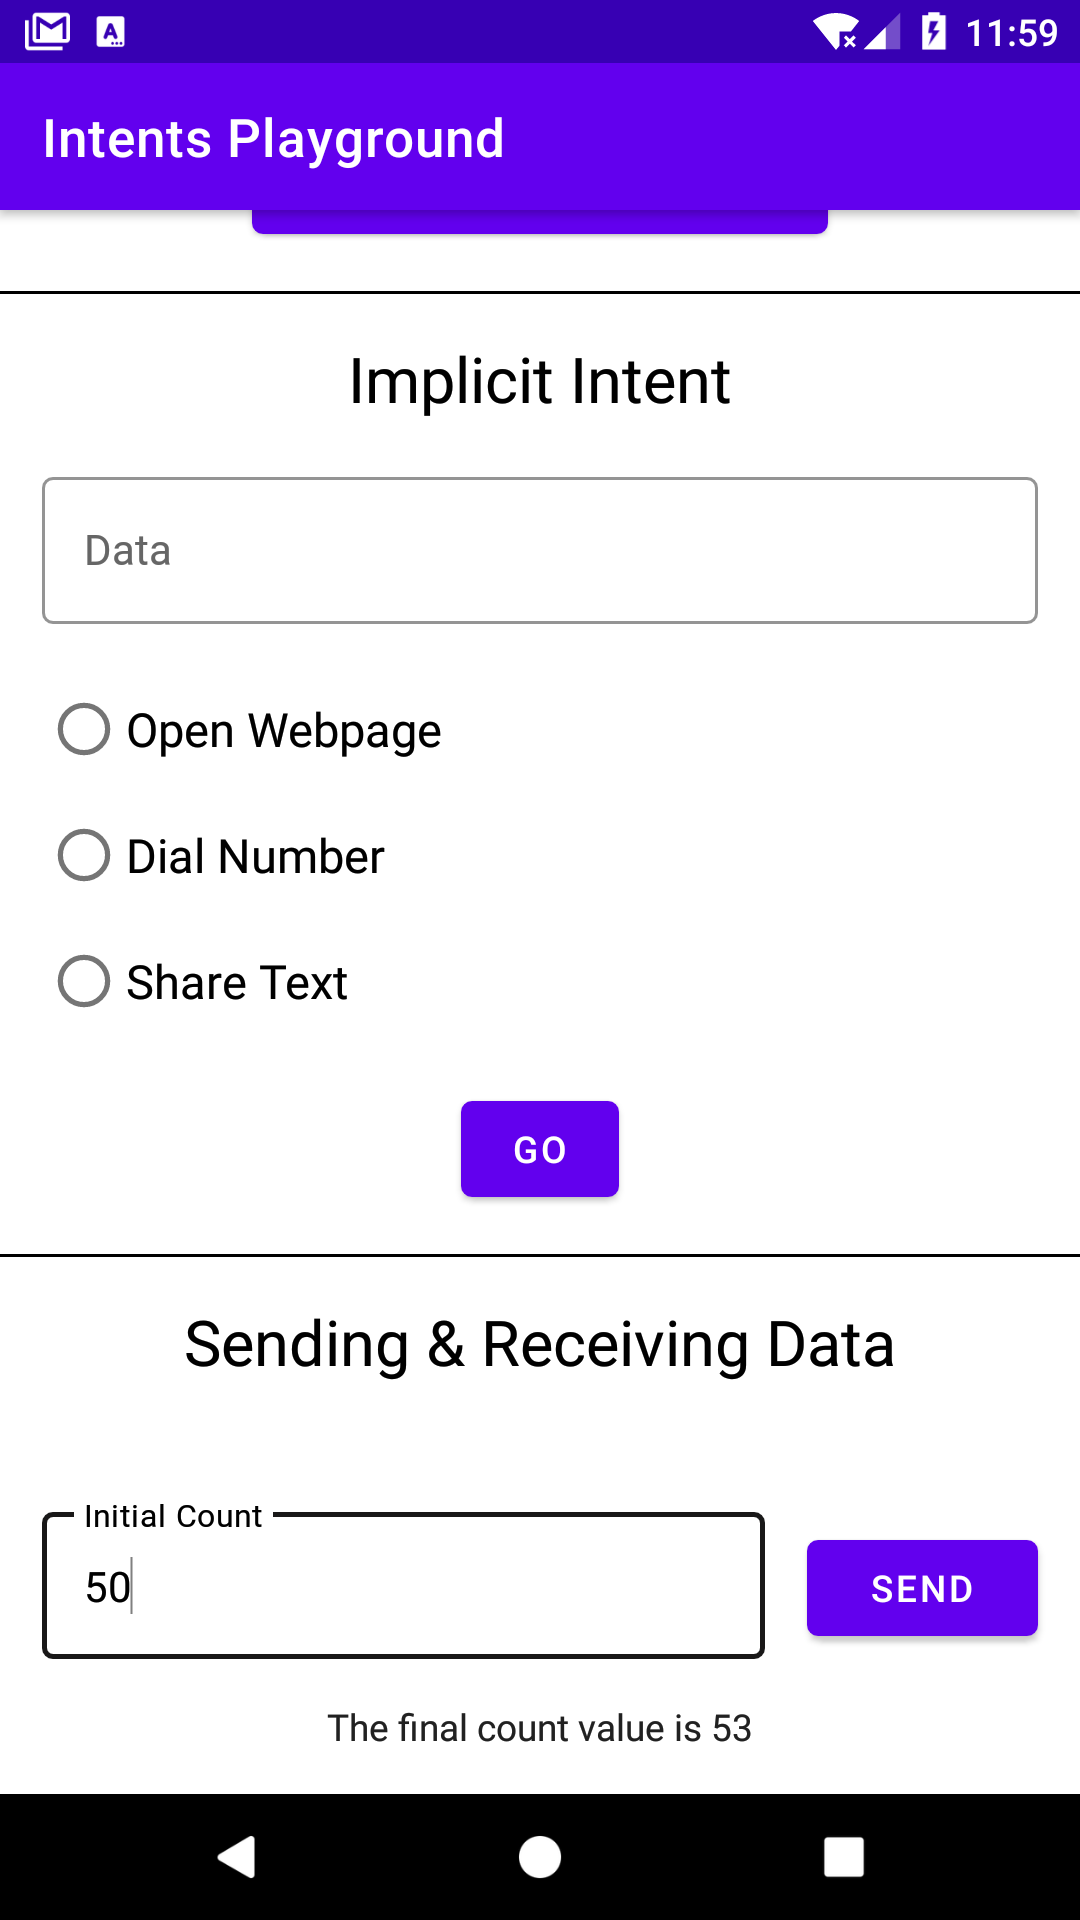 11:59
Intents Playground
Implicit Intent
Data
Open Webpage
Dial Number
Share Text
GO
Sending & Receiving Data
Initial Count
50
SEND
The final count value is 53